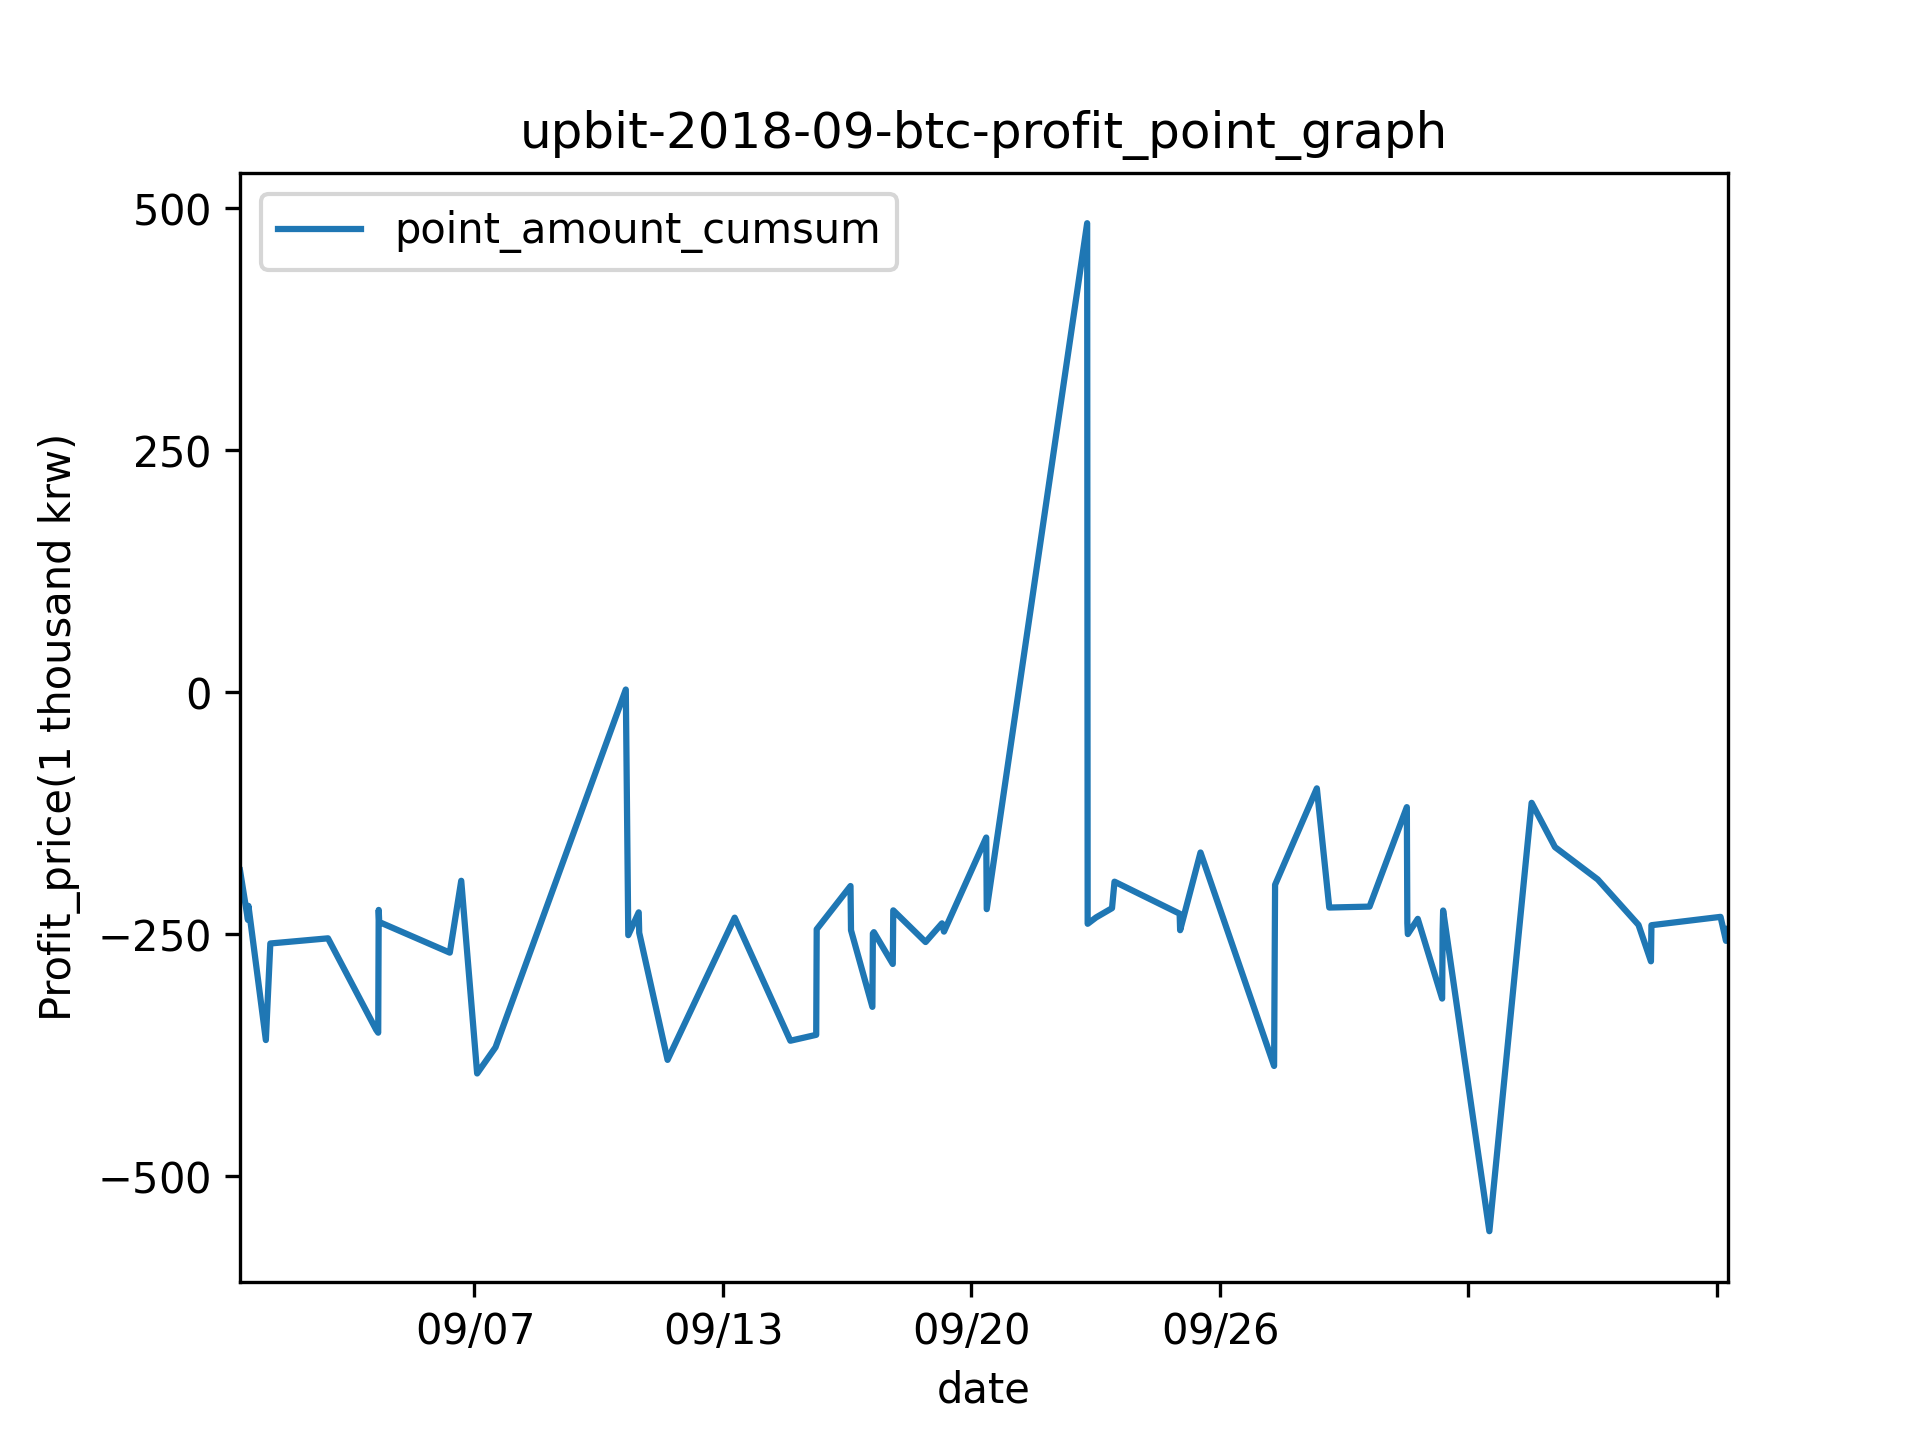 upbit-2018-09-btc-profit_point_graph
point_amount_cumsum
Profit_price(1 thousand krw)
500
250
0
−250
−500
09/07 09/13 09/20 09/26
date